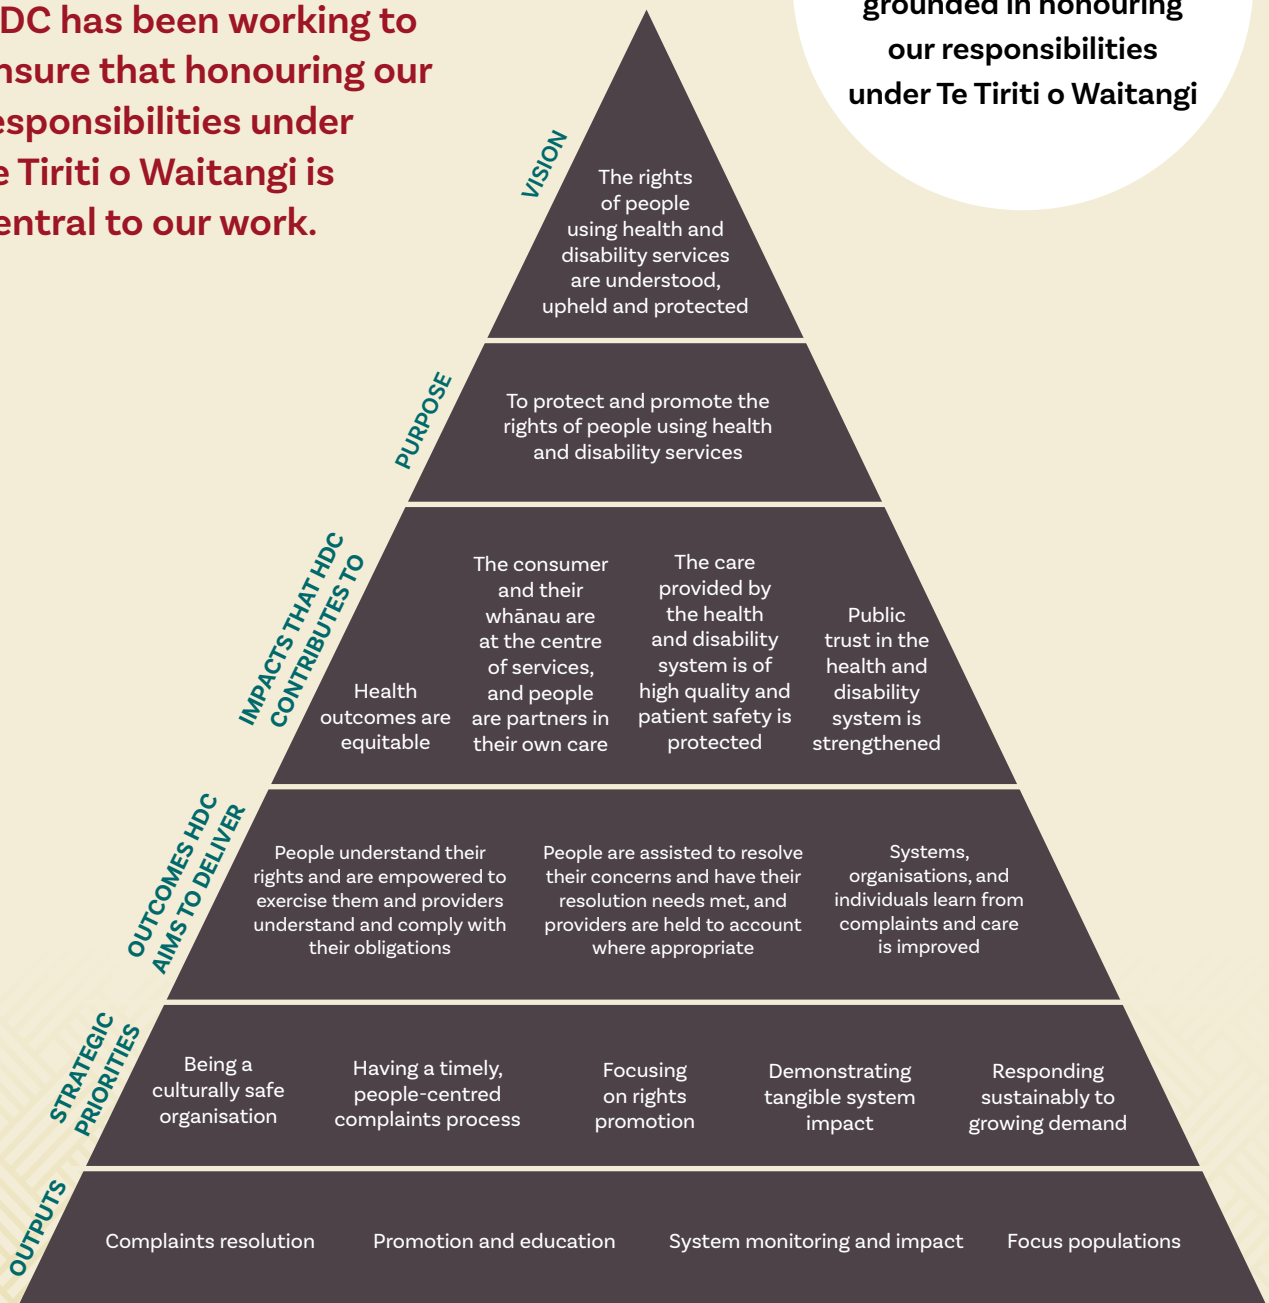 DC has been working to
nsure that honouring our
esponsibilities under
e Tiriti o Waitangi is
entral to our work.
grounded in honouring
our responsibilities
under Te Tiriti o Waitangi
VISION
The rights
of people
using health and
disability services
are understood,
upheld and protected
PURPOSE
To protect and promote the
rights of people using health
and disability services
IMPACTS THAT HDC
CONTRIBUTES TO
Health
outcomes are
equitable
The consumer
and their
whānau are
at the centre
of services,
and people
are partners in
their own care
The care
provided by
the health
and disability
system is of
high quality and
patient safety is
protected
Public
trust in the
health and
disability
system is
strengthened
OUTCOMES HDC
AIMS TO DELIVER
People understand their
rights and are empowered to
exercise them and providers
understand and comply with
their obligations
People are assisted to resolve
their concerns and have their
resolution needs met, and
providers are held to account
where appropriate
Systems,
organisations, and
individuals learn from
complaints and care
is improved
STRATEGIC
PRIORITIES
Being a
culturally safe
organisation
Having a timely,
people-centred
complaints process
Focusing
on rights
promotion
Demonstrating
tangible system
impact
Responding
sustainably to
growing demand
OUTPUTS
Complaints resolution
Promotion and education
System monitoring and impact
Focus populations